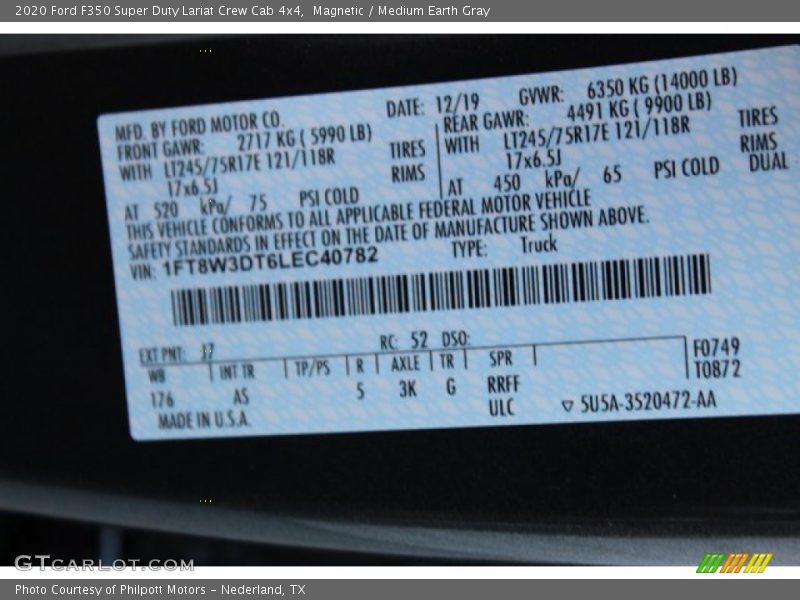 2020 Ford F350 Super Duty Lariat Crew Cab 4x4, Magnetic / Medium Earth Gray
MFD. BY FORD MOTOR CO. DATE: 12/19 GVWR: 6350 KG (14000 LB)
FRONT GAWR: 2717 KG ( 5990 LB) REAR GAWR: 4491 KG ( 9900 LB)
WITH LT245/75R17E 121/118R TIRES WITH LT245/75R17E 121/118R TIRES
17x6.5J RIMS 17x6.5J RIMS
AT 520 kPa/ 75 PSI COLD AT 450 kPa/ 65 PSI COLD DUAL
THIS VEHICLE CONFORMS TO ALL APPLICABLE FEDERAL MOTOR VEHICLE
SAFETY STANDARDS IN EFFECT ON THE DATE OF MANUFACTURE SHOWN ABOVE.
VIN: 1FT8W3DT6LEC40782 TYPE: Truck
EXT PNT: J7 RC: 52 DSO: F0749
WB INT TR TP/PS R AXLE TR SPR T0872
176 AS 5 3K G RRFF
MADE IN U.S.A. ULC ▽ 5U5A-3520472-AA
GTcarlot.com
Photo Courtesy of Philpott Motors - Nederland, TX